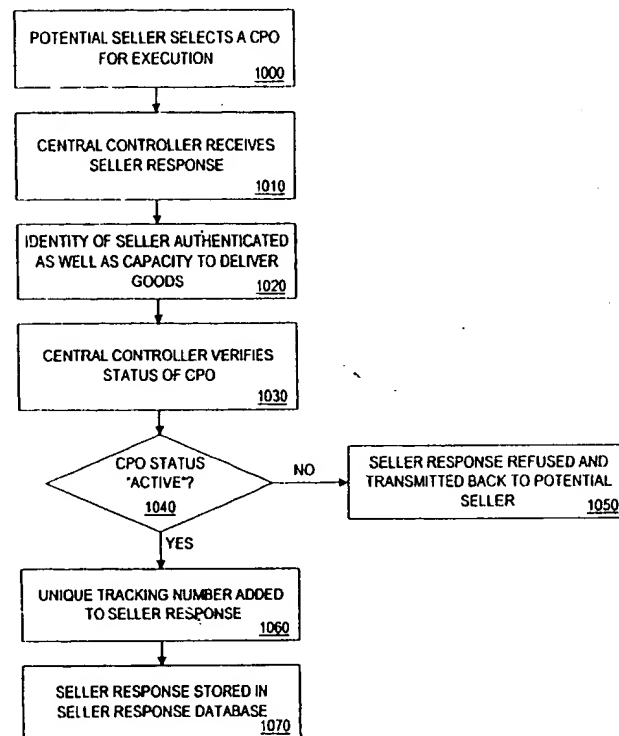 POTENTIAL SELLER SELECTS A CPO
FOR EXECUTION
1000
CENTRAL CONTROLLER RECEIVES
SELLER RESPONSE
1010
IDENTITY OF SELLER AUTHENTICATED
AS WELL AS CAPACITY TO DELIVER
GOODS
1020
CENTRAL CONTROLLER VERIFIES
STATUS OF CPO
1030
CPO STATUS
"ACTIVE"?
1040
NO
SELLER RESPONSE REFUSED AND
TRANSMITTED BACK TO POTENTIAL
SELLER
1050
YES
UNIQUE TRACKING NUMBER ADDED
TO SELLER RESPONSE
1060
SELLER RESPONSE STORED IN
SELLER RESPONSE DATABASE
1070